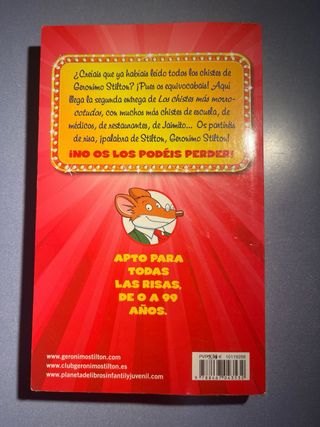 ¿Creíais que ya habíais leído todos los chistes de
Geronimo Stilton? ¡Pues os equivocabais! Aquí
llega la segunda entrega de Los chistes más morro-
cotudos, con muchos más chistes de escuela, de
médicos, de restaurantes, de Jaimito... Os partiréis
de risa, ¡palabra de Stilton, Geronimo Stilton!
¡NO OS LOS PODÉIS PERDER!
APTO PARA
TODAS
LAS RISAS,
DE 0 A 99
AÑOS.
www.geronimostilton.com
www.clubgeronimostilton.es
www.planetadelibrosinfantilyjuvenil.com
PVP
10119268